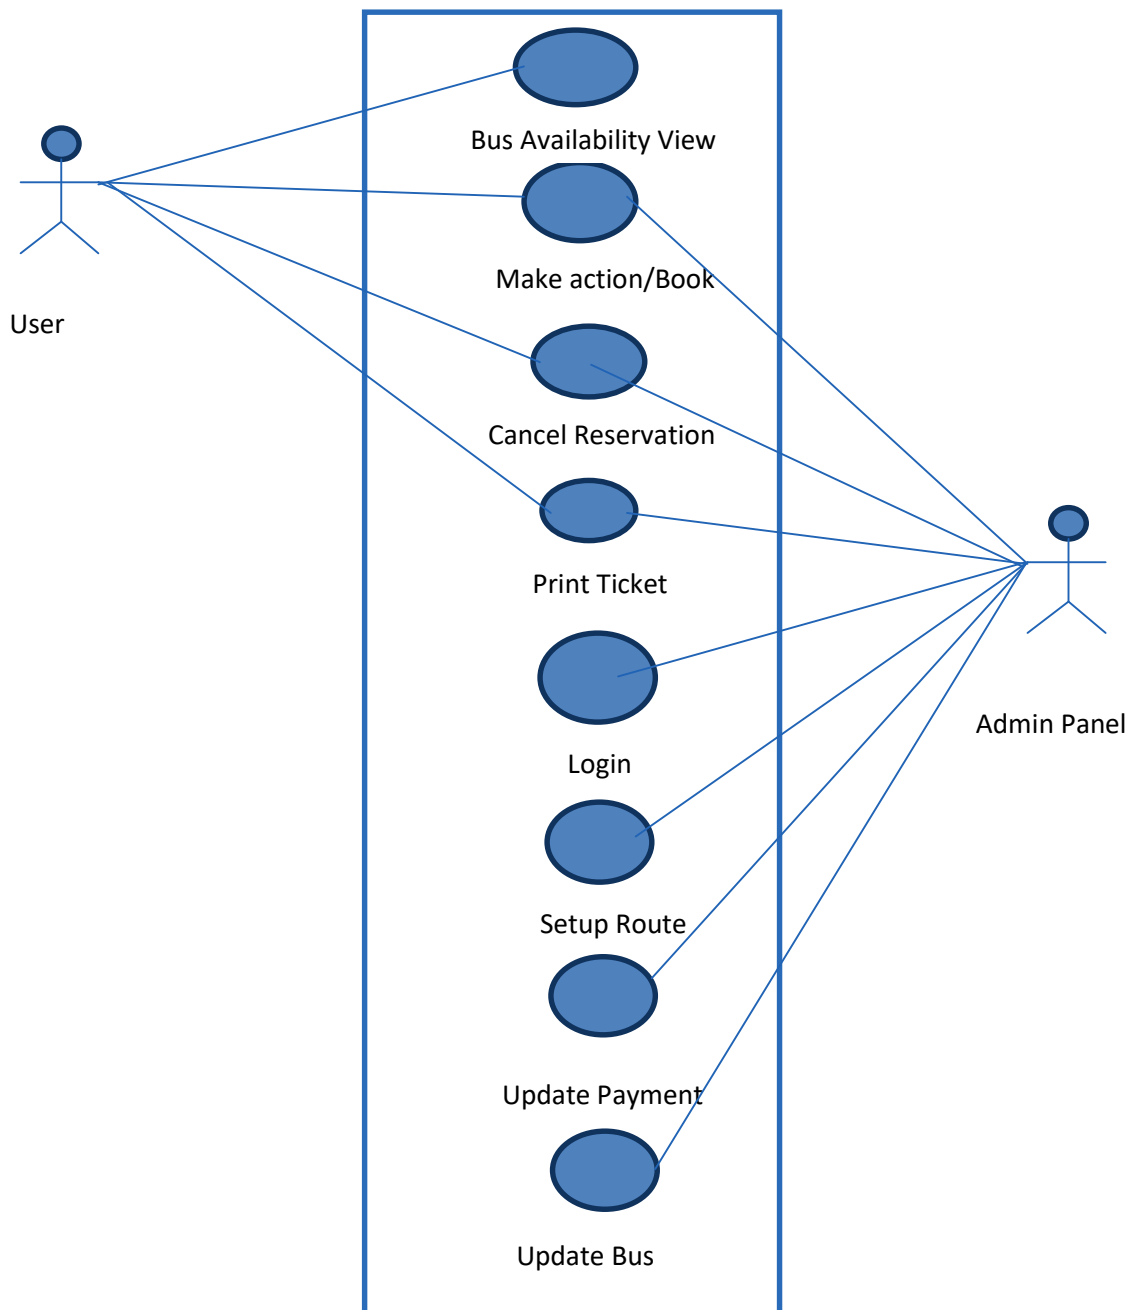 Bus Availability View
Make action/Book
User
Cancel Reservation
Print Ticket
Admin Panel
Login
Setup Route
Update Payment
Update Bus